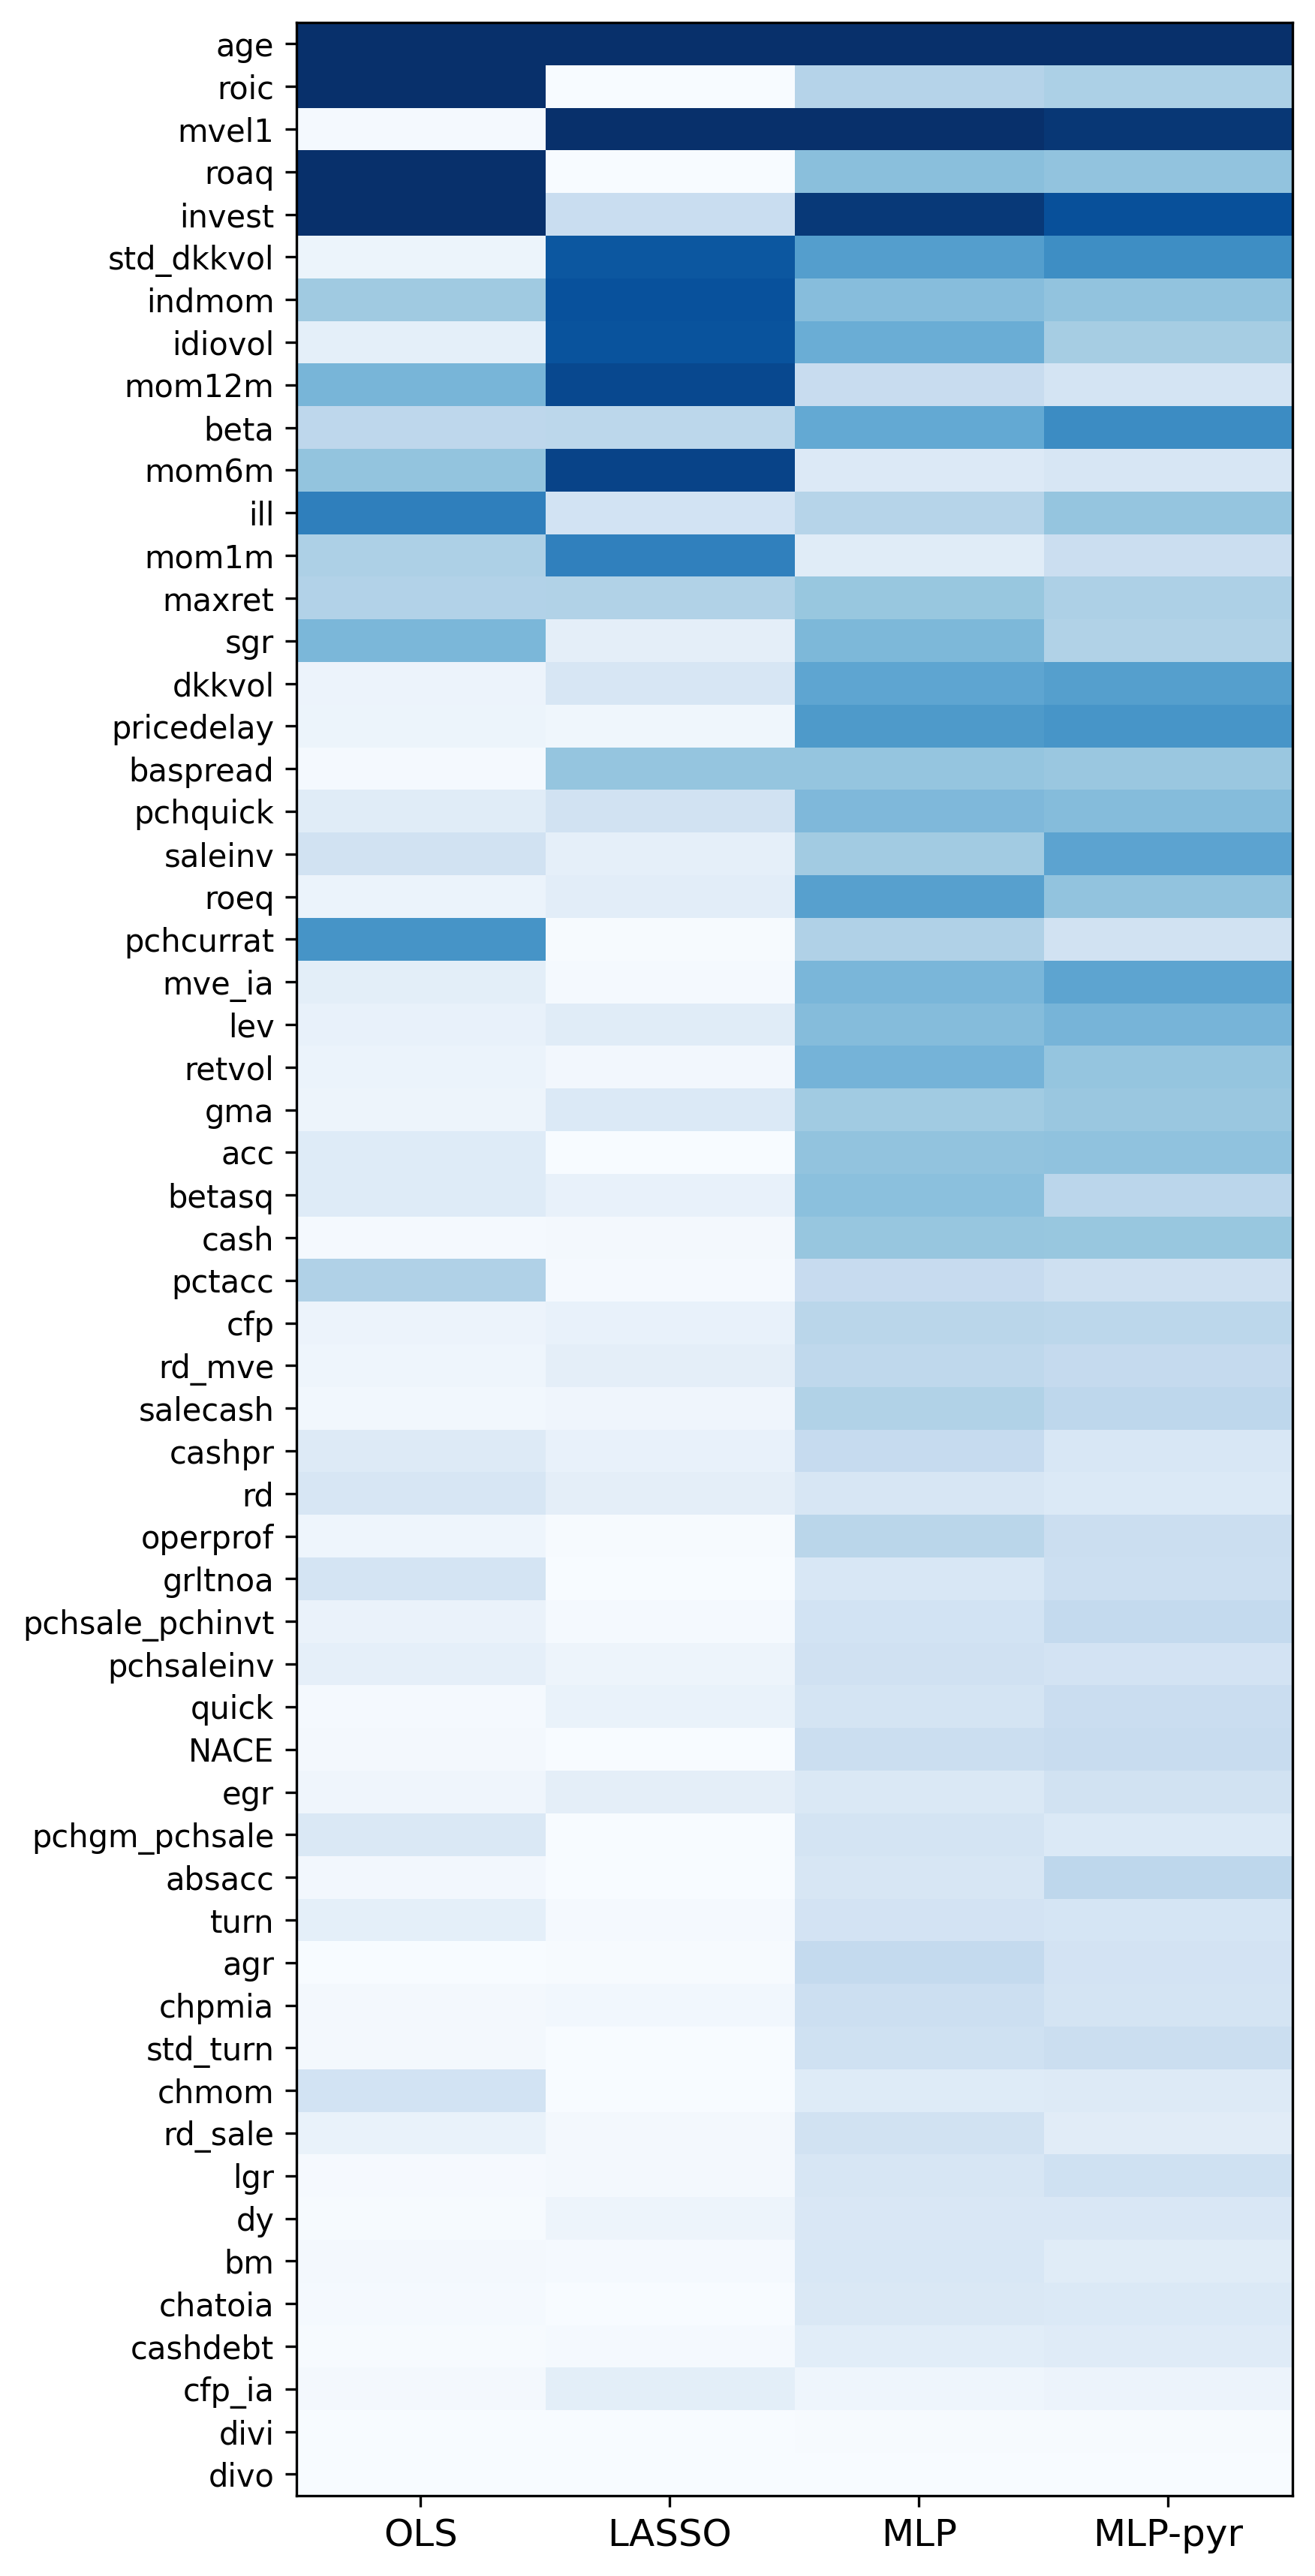 age
roic
mvel1
roaq
invest
std_dkkvol
indmom
idiovol
mom12m
beta
mom6m
ill
mom1m
maxret
sgr
dkkvol
pricedelay
baspread
pchquick
saleinv
roeq
pchcurrat
mve_ia
lev
retvol
gma
acc
betasq
cash
pctacc
cfp
rd_mve
salecash
cashpr
rd
operprof
grltnoa
pchsale_pchinvt
pchsaleinv
quick
NACE
egr
pchgm_pchsale
absacc
turn
agr
chpmia
std_turn
chmom
rd_sale
lgr
dy
bm
chatoia
cashdebt
cfp_ia
divi
divo
OLS LASSO MLP MLP-pyr